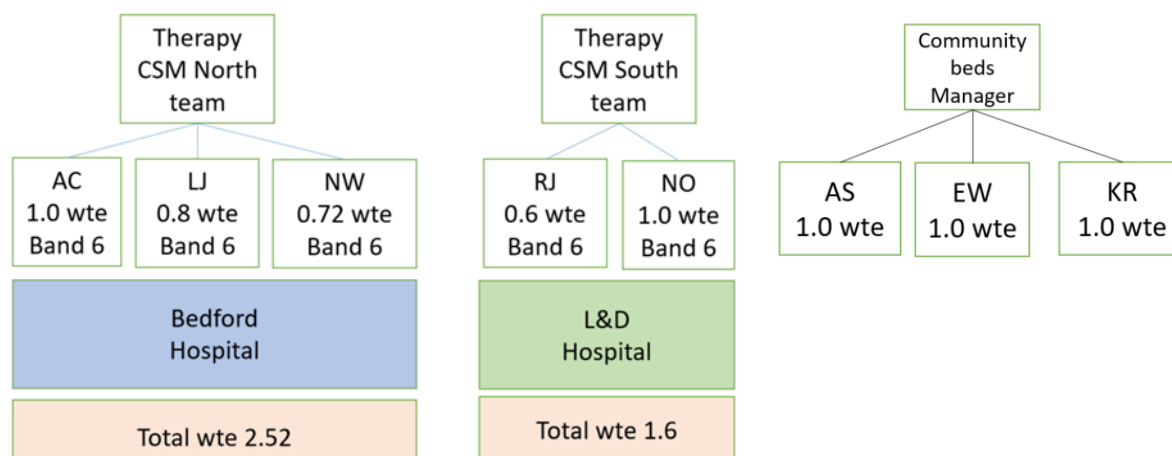 Therapy
CSM North
team
Therapy
CSM South
team
Community
beds
Manager
AC
1.0 wte
Band 6
LJ
0.8 wte
Band 6
NW
0.72 wte
Band 6
RJ
0.6 wte
Band 6
NO
1.0 wte
Band 6
AS
1.0 wte
EW
1.0 wte
KR
1.0 wte
Bedford
Hospital
L&D
Hospital
Total wte 2.52
Total wte 1.6